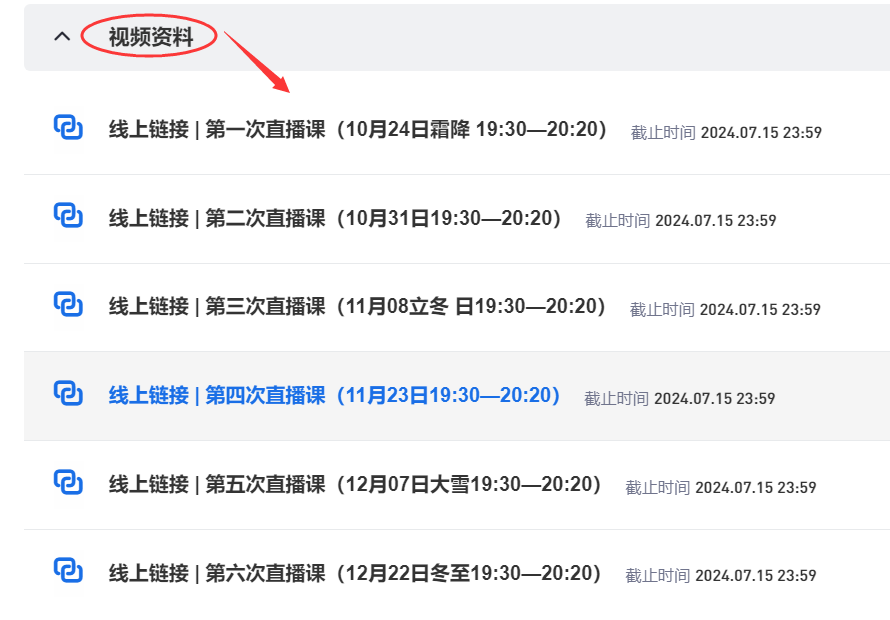 视频资料
线上链接 | 第一次直播课（10月24日霜降 19:30—20:20） 截止时间 2024.07.15 23:59
线上链接 | 第二次直播课（10月31日19:30—20:20） 截止时间 2024.07.15 23:59
线上链接 | 第三次直播课（11月08立冬 日19:30—20:20） 截止时间 2024.07.15 23:59
线上链接 | 第四次直播课（11月23日19:30—20:20） 截止时间 2024.07.15 23:59
线上链接 | 第五次直播课（12月07日大雪19:30—20:20） 截止时间 2024.07.15 23:59
线上链接 | 第六次直播课（12月22日冬至19:30—20:20） 截止时间 2024.07.15 23:59